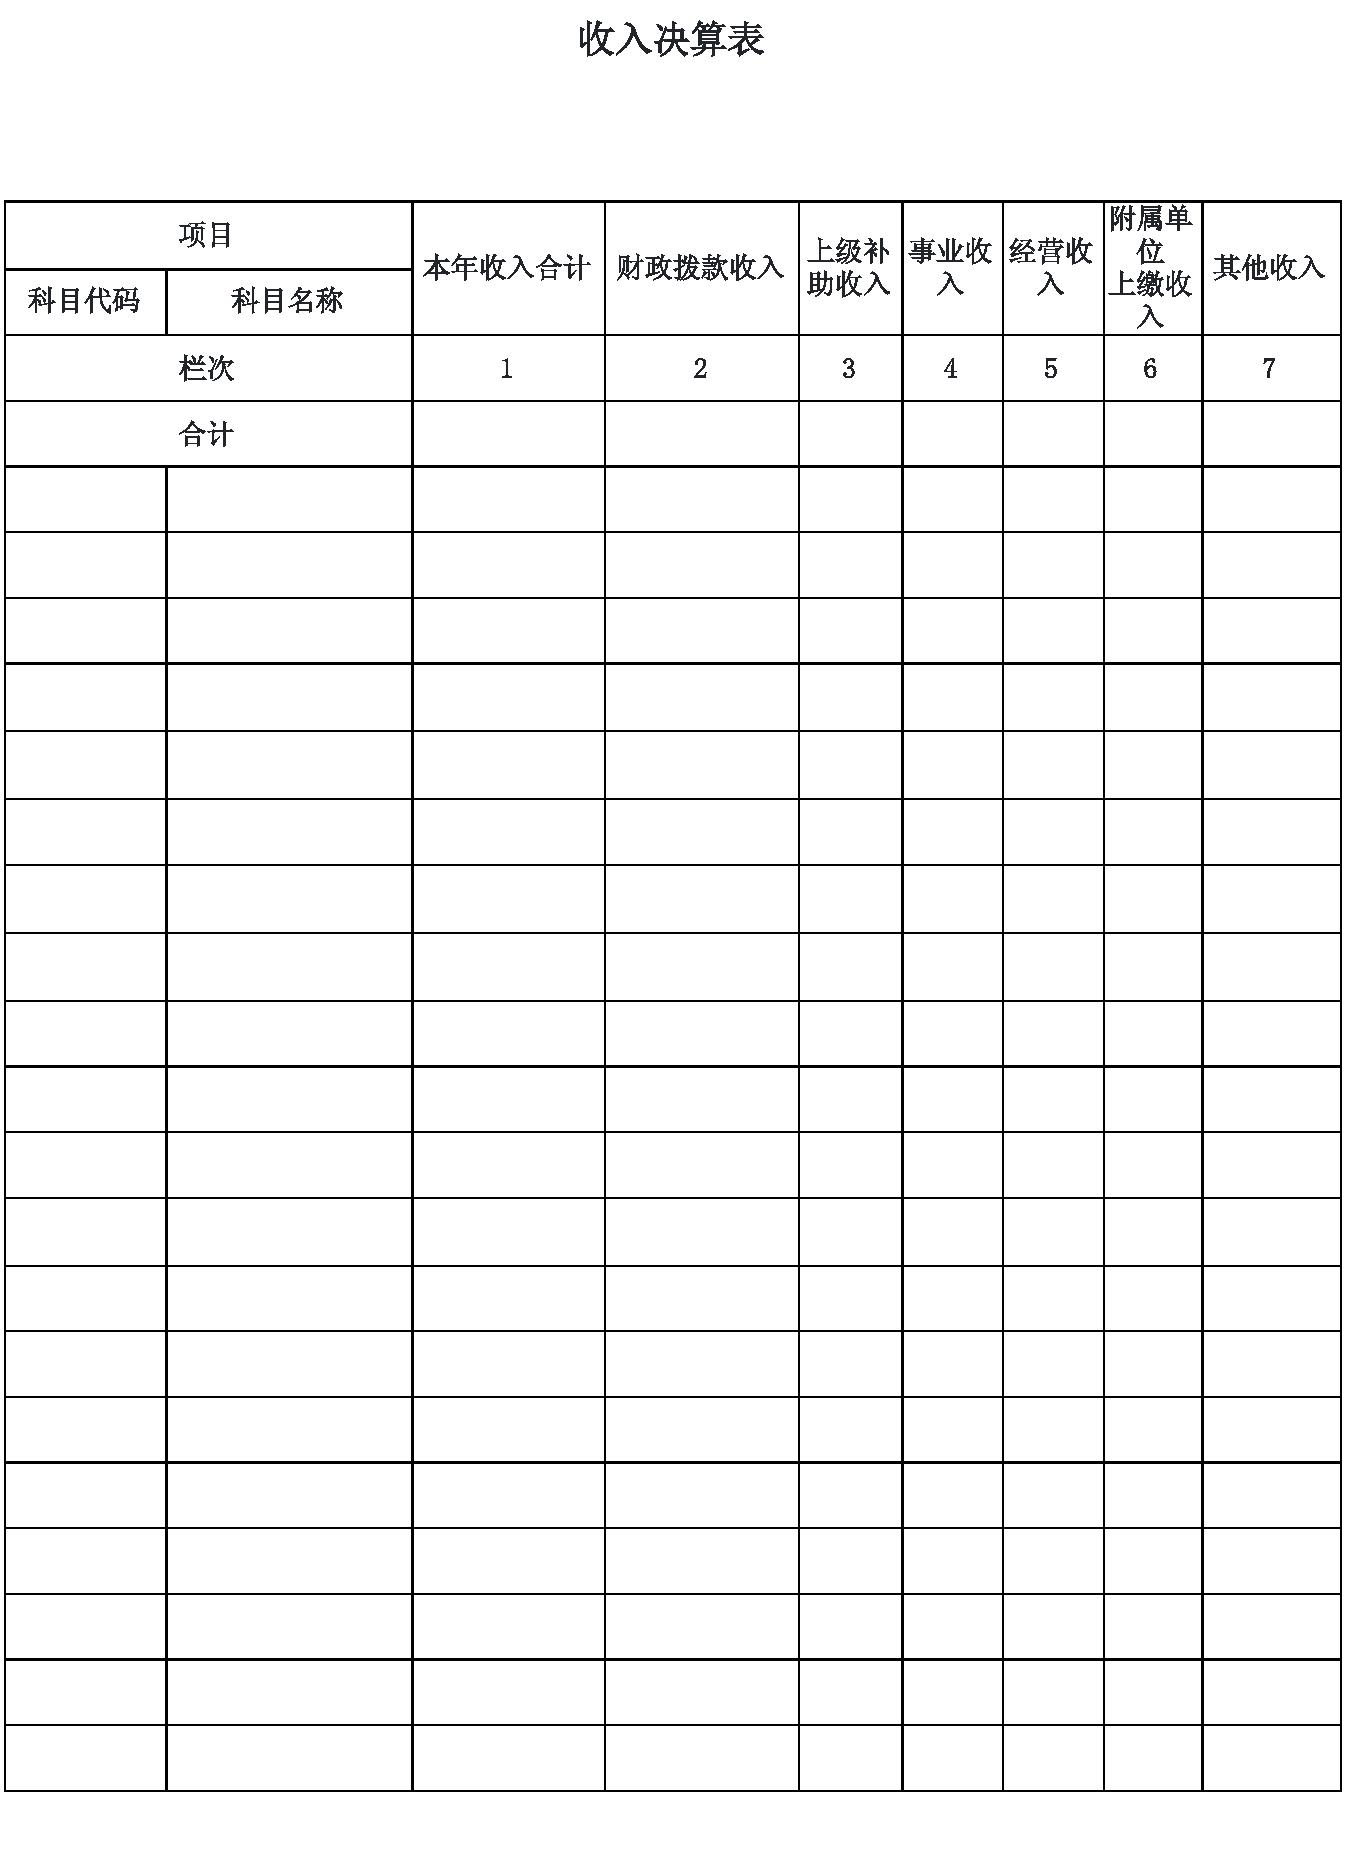 收入决算表
项目
本年收入合计
财政拨款收入
上级补
助收入
事业收
入
经营收
入
附属单
位
上缴收
入
其他收入
科目代码
科目名称
栏次
1
2
3
4
5
6
7
合计